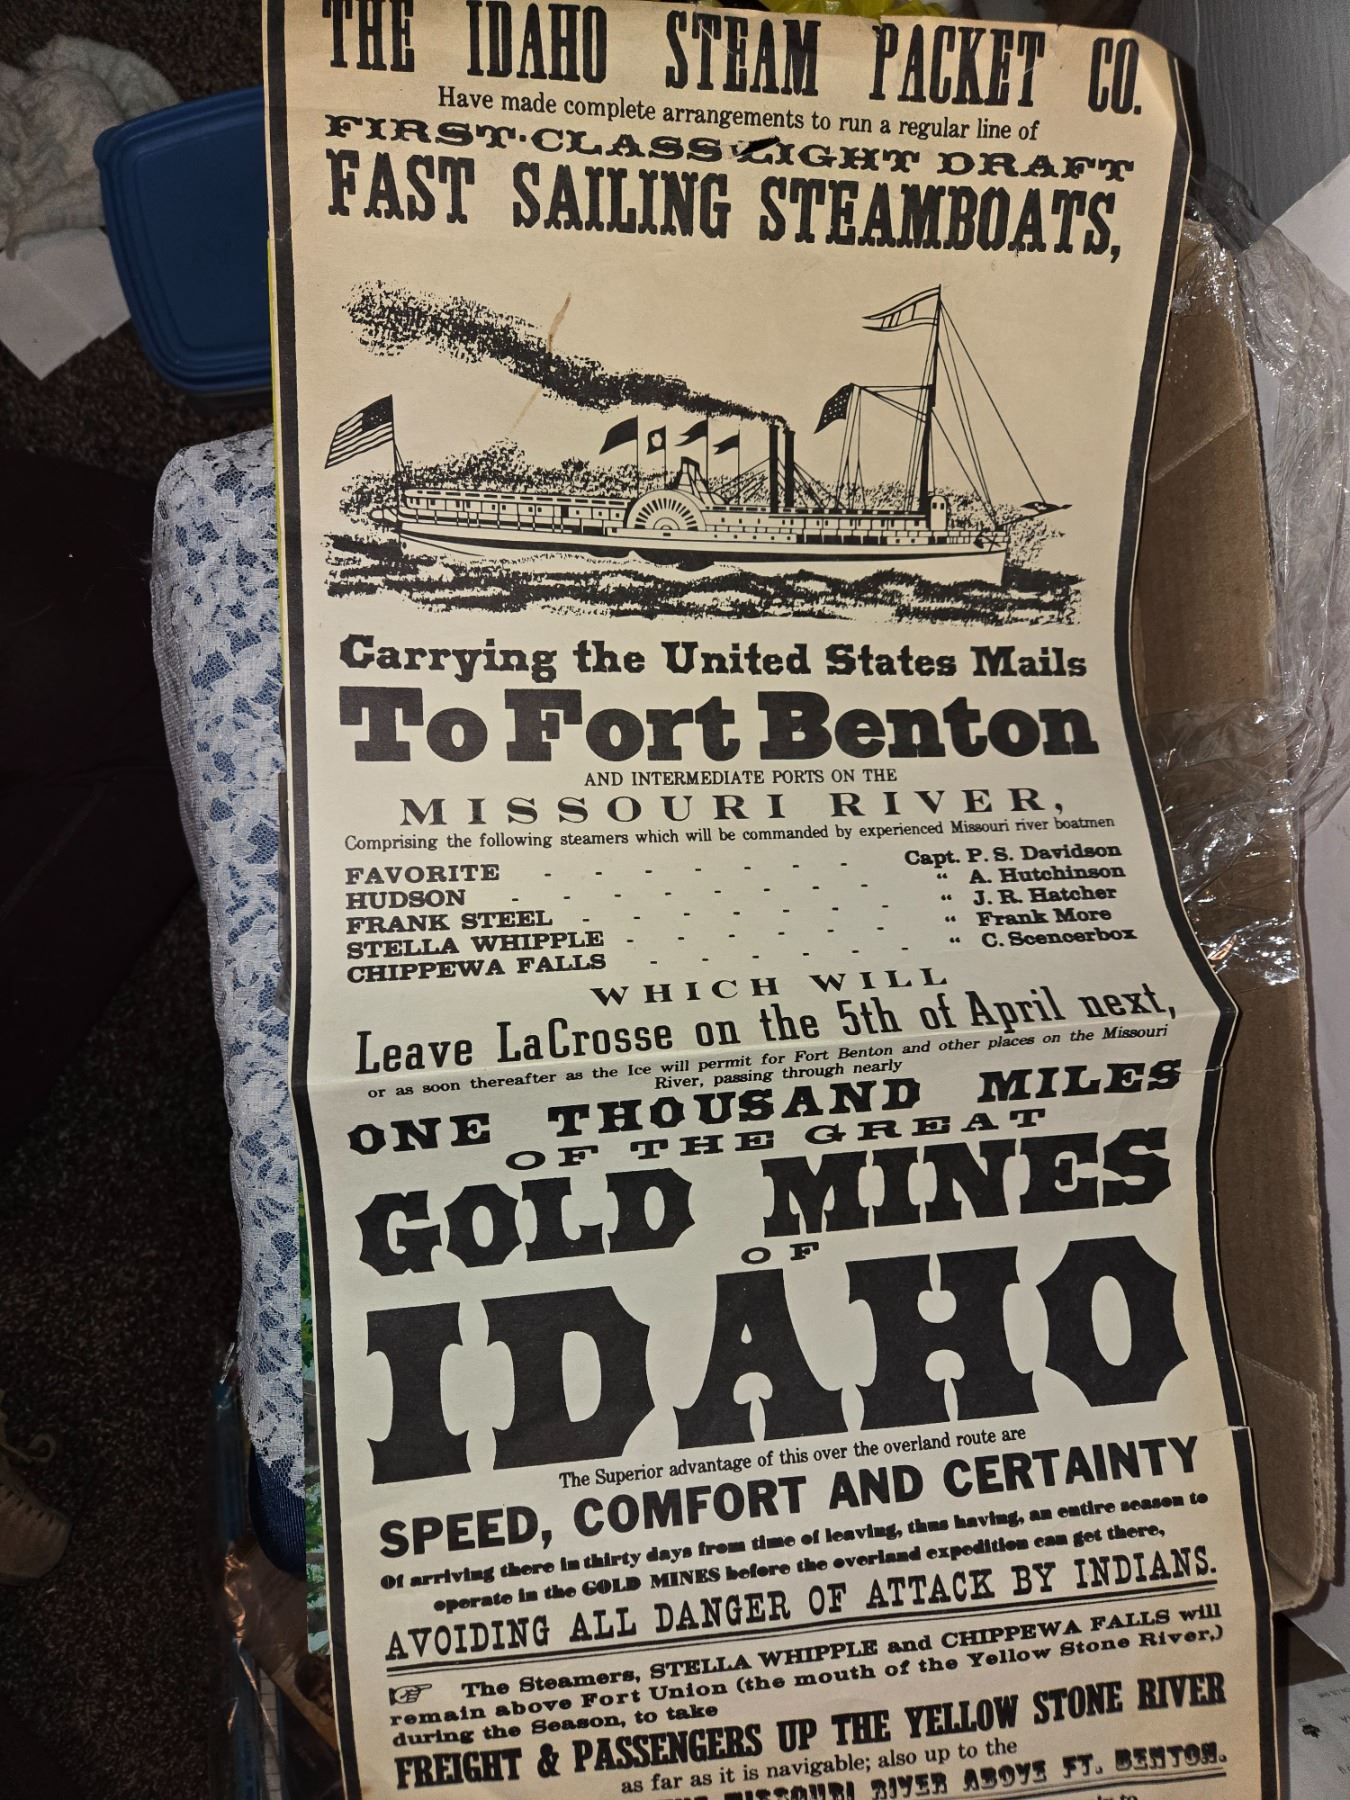 THE IDAHO STEAM PACKET CO.
Have made complete arrangements to run a regular line of
FIRST-CLASS LIGHT DRAFT
FAST SAILING STEAMBOATS,
Carrying the United States Mails
To Fort Benton
AND INTERMEDIATE PORTS ON THE
MISSOURI RIVER,
Comprising the following steamers which will be commanded by experienced Missouri river boatmen
FAVORITE - - - - - - - Capt. P. S. Davidson
HUDSON - - - - - - - " A. Hutchinson
FRANK STEEL - - - - - - - " J. R. Hatcher
STELLA WHIPPLE - - - - - - " Frank More
CHIPPEWA FALLS - - - - - - " C. Scencerbox
WHICH WILL
Leave LaCrosse on the 5th of April next,
or as soon thereafter as the Ice will permit for Fort Benton and other places on the Missouri
River, passing through nearly
ONE THOUSAND MILES
OF THE GREAT
GOLD MINES
OF
IDAHO
The Superior advantage of this over the overland route are
SPEED, COMFORT AND CERTAINTY
Of arriving there in thirty days from time of leaving, thus having, an entire season to
operate in the GOLD MINES before the overland expedition can get there,
AVOIDING ALL DANGER OF ATTACK BY INDIANS.
The Steamers, STELLA WHIPPLE and CHIPPEWA FALLS will
remain above Fort Union (the mouth of the Yellow Stone River,)
during the Season, to take
FREIGHT & PASSENGERS UP THE YELLOW STONE RIVER
as far as it is navigable; also up to the
MISSOURI RIVER ABOVE FT. BENTON.